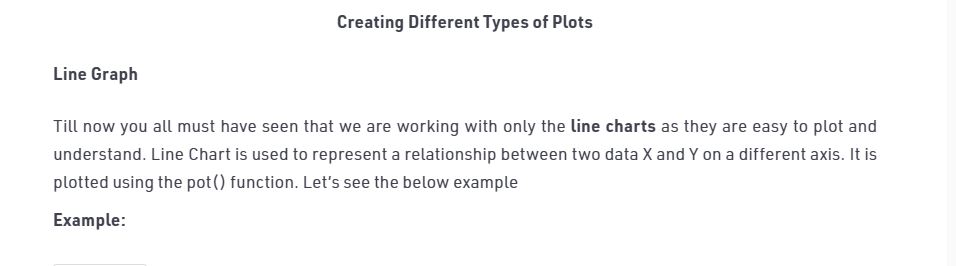 Creating Different Types of Plots
Line Graph
Till now you all must have seen that we are working with only the line charts as they are easy to plot and
understand. Line Chart is used to represent a relationship between two data X and Y on a different axis. It is
plotted using the pot() function. Let's see the below example
Example: